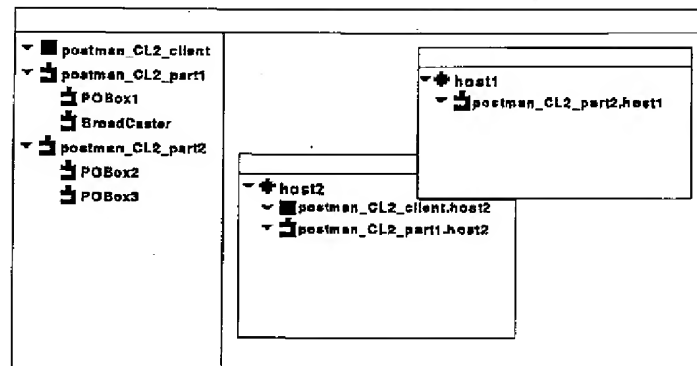 postman_CL2_client
postman_CL2_part1
POBox1
BroadCaster
postman_CL2_part2
POBox2
POBox3
host1
postman_CL2_part2.host1
host2
postman_CL2_client.host2
postman_CL2_part1.host2